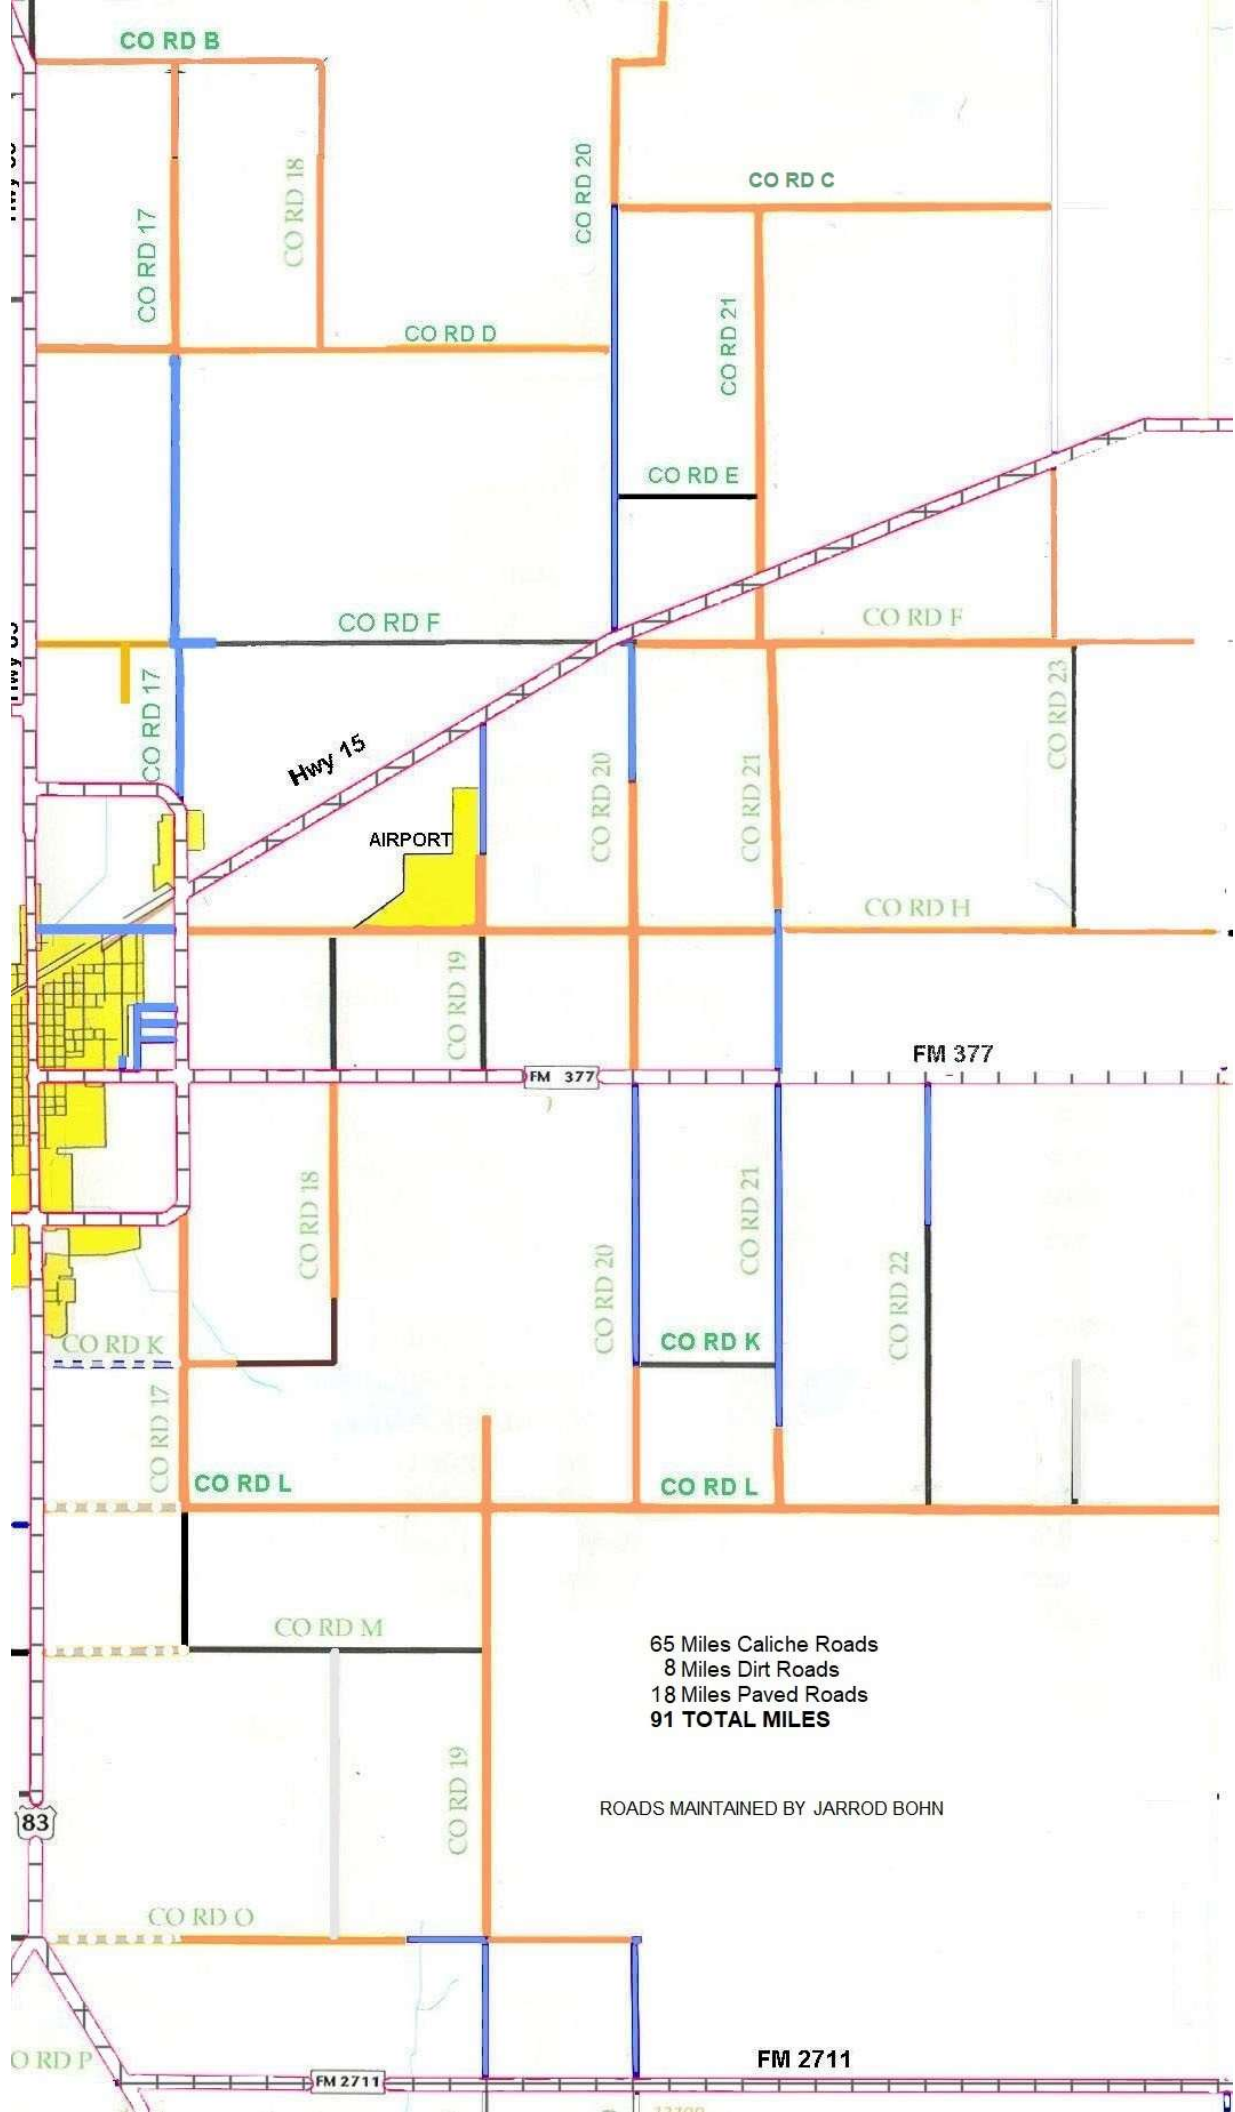 CO RD B
CO RD 20
CO RD 18
CO RD C
CO RD 17
CO RD 21
CO RD D
CO RD E
CO RD F
CO RD F
CO RD 17
CO RD 23
Hwy 15
CO RD 20
CO RD 21
AIRPORT
CO RD H
CO RD 19
FM 377
FM 377
CO RD 18
CO RD 21
CO RD 20
CO RD 22
CO RD K
CO RD K
CO RD 17
CO RD L
CO RD L
CO RD M
65 Miles Caliche Roads
8 Miles Dirt Roads
18 Miles Paved Roads
91 TOTAL MILES
CO RD 19
ROADS MAINTAINED BY JARROD BOHN
83
CO RD O
O RD P
FM 2711
FM 2711